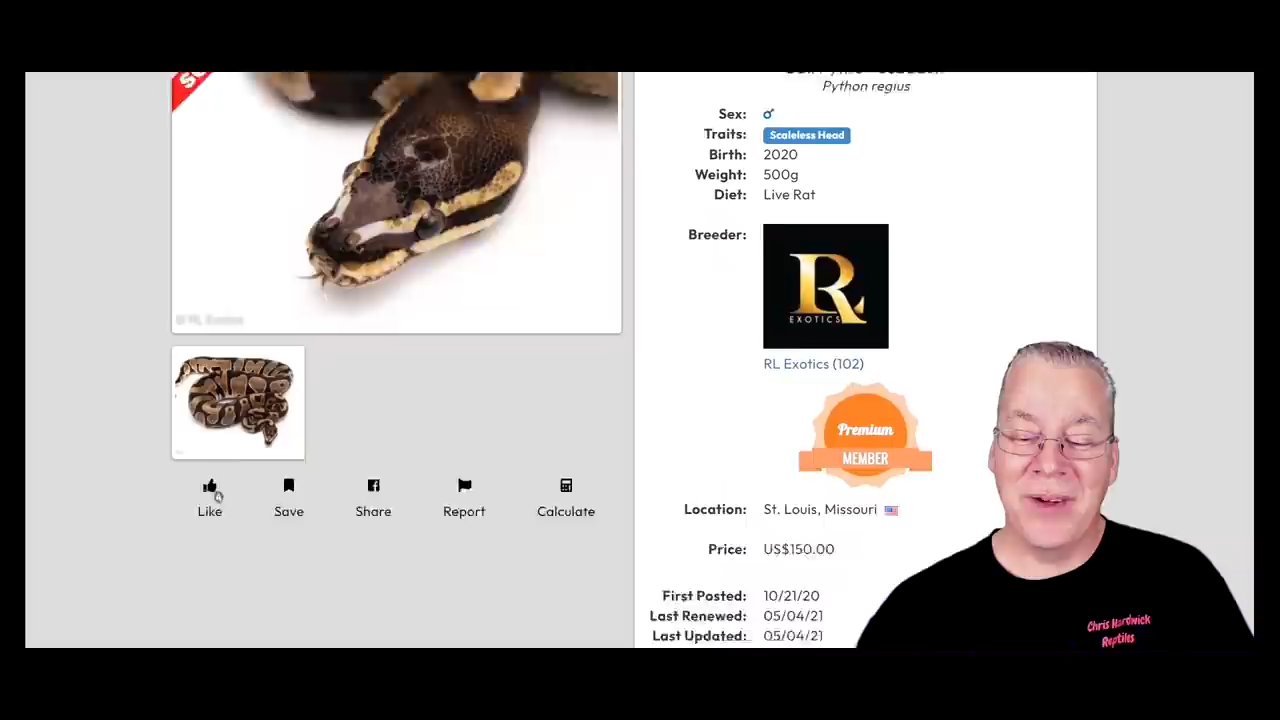 Python regius
Sex: ♂
Traits: Scaleless Head
Birth: 2020
Weight: 500g
Diet: Live Rat
Breeder:
R
EXOTICS
RL Exotics (102)
Premium
MEMBER
Like
Save
Share
Report
Calculate
Location: St. Louis, Missouri
Price: US$150.00
First Posted: 10/21/20
Last Renewed: 05/04/21
Last Updated: 05/04/21
Chris Hardwick
Reptiles